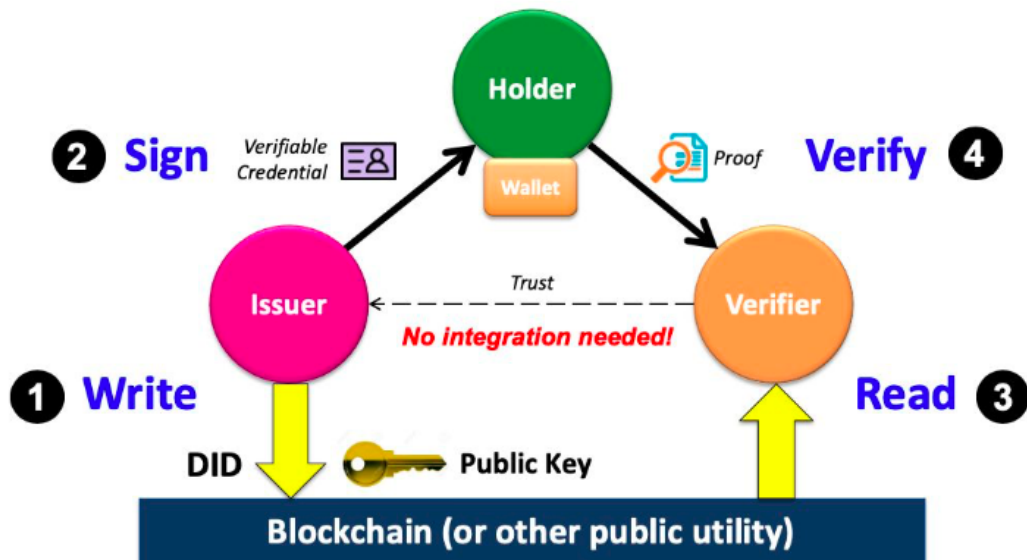 Holder
2 Sign
Verifiable
Credential
Wallet
Proof
Verify 4
Issuer
Trust
No integration needed!
Verifier
1 Write
Read 3
DID
Public Key
Blockchain (or other public utility)